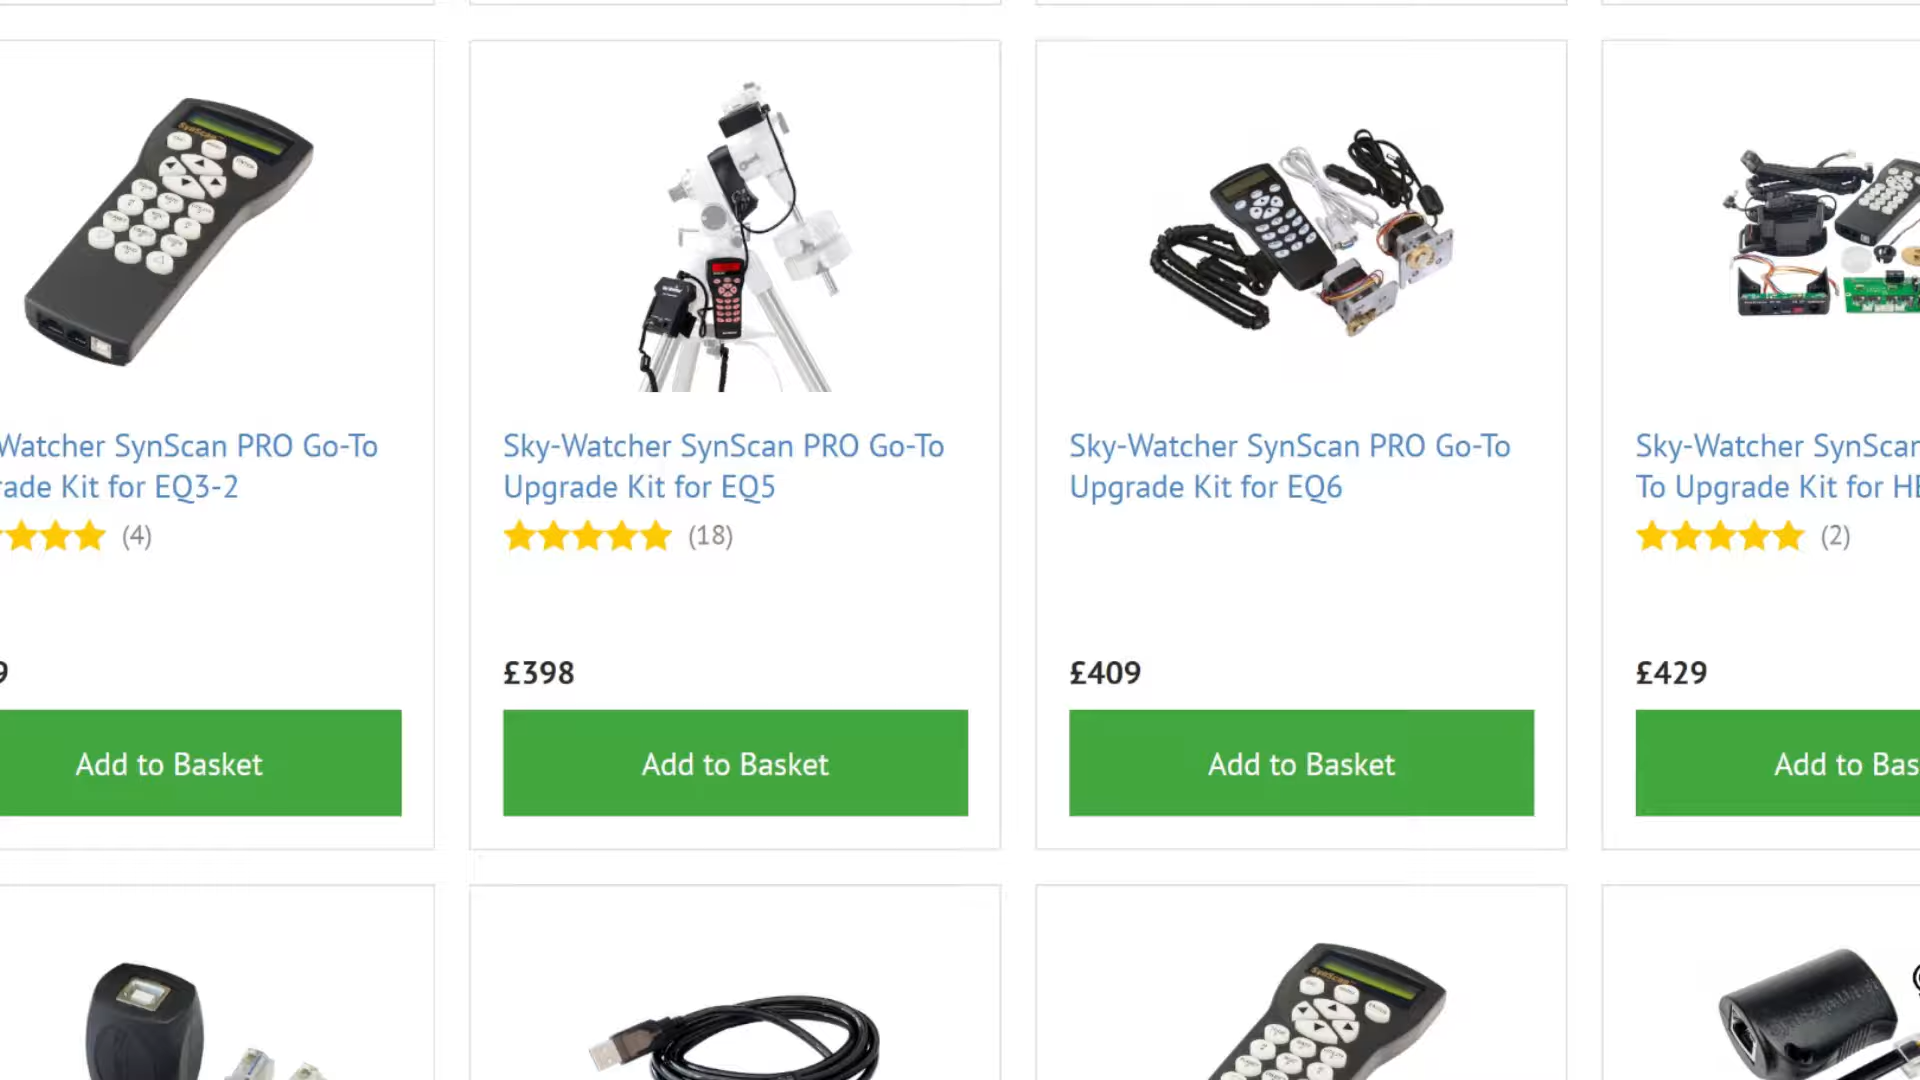 Watcher SynScan PRO Go-To
rade Kit for EQ3-2
(4)
9
Add to Basket
Sky-Watcher SynScan PRO Go-To
Upgrade Kit for EQ5
(18)
£398
Add to Basket
Sky-Watcher SynScan PRO Go-To
Upgrade Kit for EQ6
£409
Add to Basket
Sky-Watcher SynScan
To Upgrade Kit for HE
(2)
£429
Add to Bas